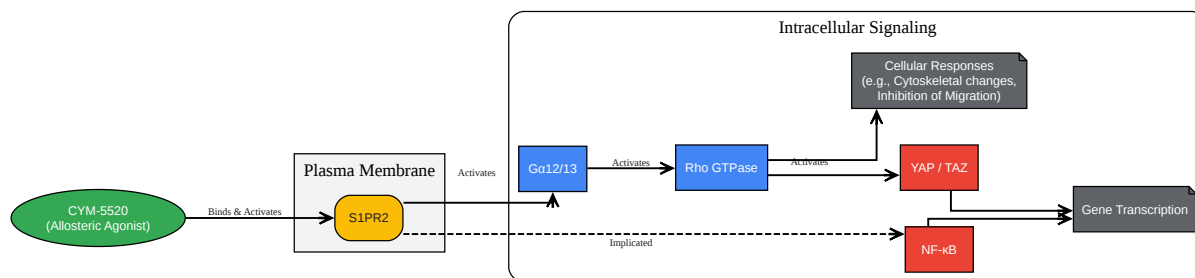 Intracellular Signaling
Cellular Responses
(e.g., Cytoskeletal changes,
Inhibition of Migration)
Plasma Membrane
Activates
Gα12/13
Activates
Rho GTPase
Activates
YAP / TAZ
CYM-5520
(Allosteric Agonist)
Binds & Activates
S1PR2
Implicated
NF-κB
Gene Transcription